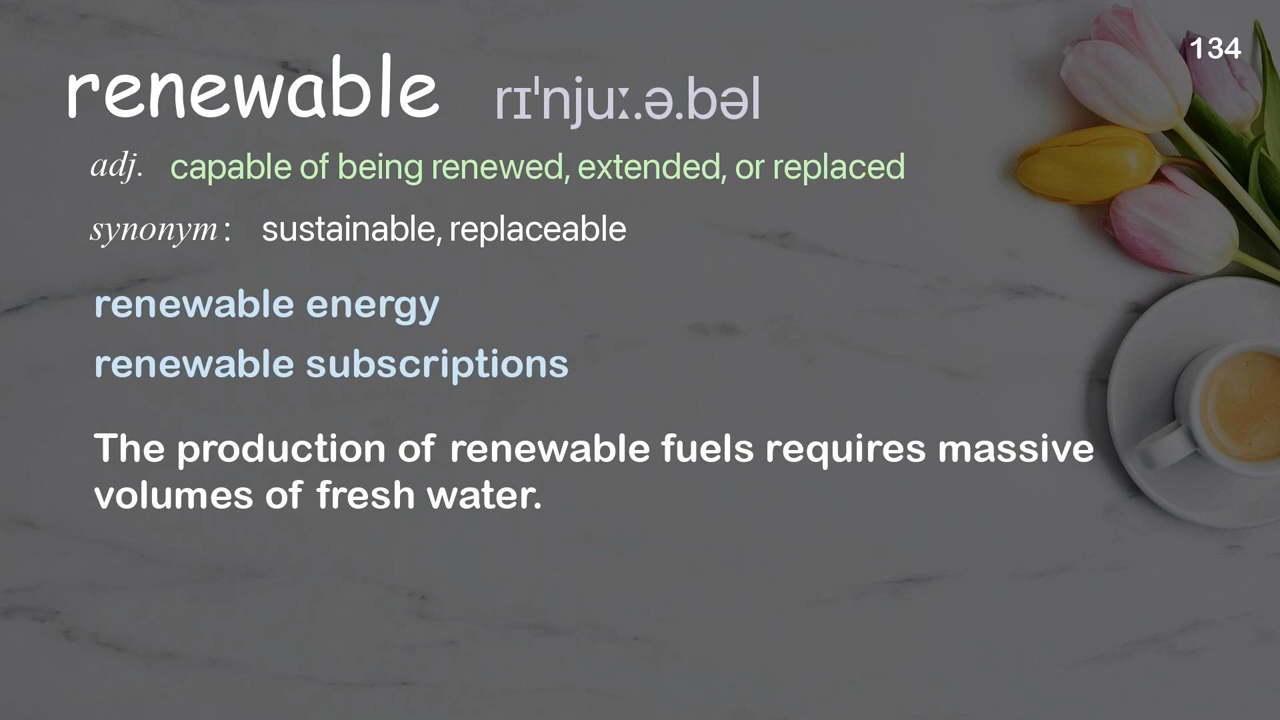 134
renewable rɪˈnjuː.ə.bəl
adj. capable of being renewed, extended, or replaced
synonym: sustainable, replaceable
renewable energy
renewable subscriptions
The production of renewable fuels requires massive
volumes of fresh water.